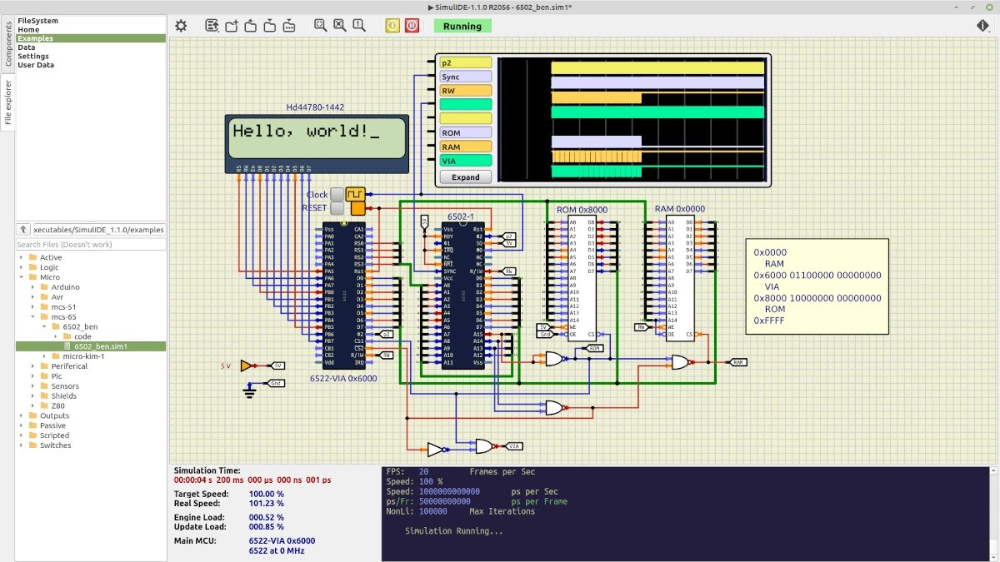 SimulIDE-1.1.0 R2056 - 6502_ben.sim1*
Components
File explorer
FileSystem
Home
Examples
Data
Settings
User Data
xecutables/SimulIDE_1.1.0/examples
Search Files (Doesn't work)
Active
Logic
Micro
Arduino
Avr
mcs-51
mcs-65
6502_ben
code
6502_ben.sim1
micro-kim-1
Periferical
Pic
Sensors
Shields
Z80
Outputs
Passive
Scripted
Switches
Running
p2
Sync
RW
ROM
RAM
VIA
Expand
Hd44780-1442
Hello, world!_
RS RW En D0 D1 D2 D3 D4 D5 D6 D7
Clock
RESET
Vss CA1
PA0 CA2
PA1 RS0
PA2 RS1
PA3 RS2
PA4 RS3
PA5 Rst
PA6 D0
PA7 D1
PB0 D2
PB1 D3
PB2 D4
PB3 D5
PB4 D6
PB5 D7
PB6 Φ2
PB7 CS1
CB1 CS2
CB2 R/!W
Vdd IRQ
6522-VIA 0x6000
p2
RW
5 V
5V
Gnd
6502-1
5V
Vss Rst
RDY Φ2
Φ1 SO
IRQ Φ0
NC NC
NMI NC
SYNC R/!W
Vcc D0
A0 D1
A1 D2
A2 D3
A3 D4
A4 D5
A5 D6
A6 D7
A7 A15
A8 A14
A9 A13
A10 A12
A11 Vss
p2
5V
RW
ROM 0x8000
A0 D0
A1 D1
A2 D2
A3 D3
A4 D4
A5 D5
A6 D6
A7 D7
A8
A9
A10
A11
A12
A13
A14
WE
OE CS
5V
Gnd
ROM
RAM 0x0000
A0 D0
A1 D1
A2 D2
A3 D3
A4 D4
A5 D5
A6 D6
A7 D7
A8
A9
A10
A11
A12
A13
A14
WE
OE CS
RW
RAM
VIA
0x0000
RAM
0x6000 01100000 00000000
VIA
0x8000 10000000 00000000
ROM
0xFFFF
Simulation Time:
00:00:04 s 200 ms 000 µs 000 ns 001 ps
Target Speed: 100.00 %
Real Speed: 101.23 %
Engine Load: 000.52 %
Update Load: 000.85 %
Main MCU: 6522-VIA 0x6000
6522 at 0 MHz
FPS: 20 Frames per Sec
Speed: 100 %
Speed: 1000000000000 ps per Sec
ps/Fr: 50000000000 ps per Frame
NonLi: 100000 Max Iterations
Simulation Running...